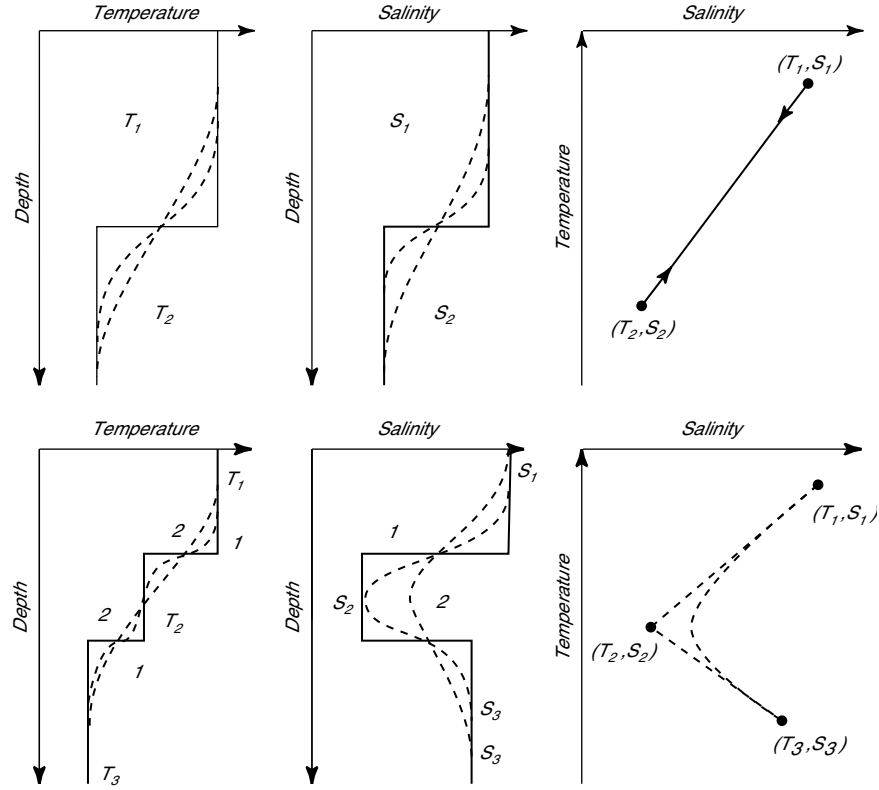 Temperature
Depth
T1
T2
Salinity
Depth
S1
S2
Salinity
Temperature
(T1,S1)
(T2,S2)
Temperature
Depth
T1
2
1
2
T2
1
T3
Salinity
Depth
S1
1
S2
2
S3
S3
Salinity
Temperature
(T1,S1)
(T2,S2)
(T3,S3)